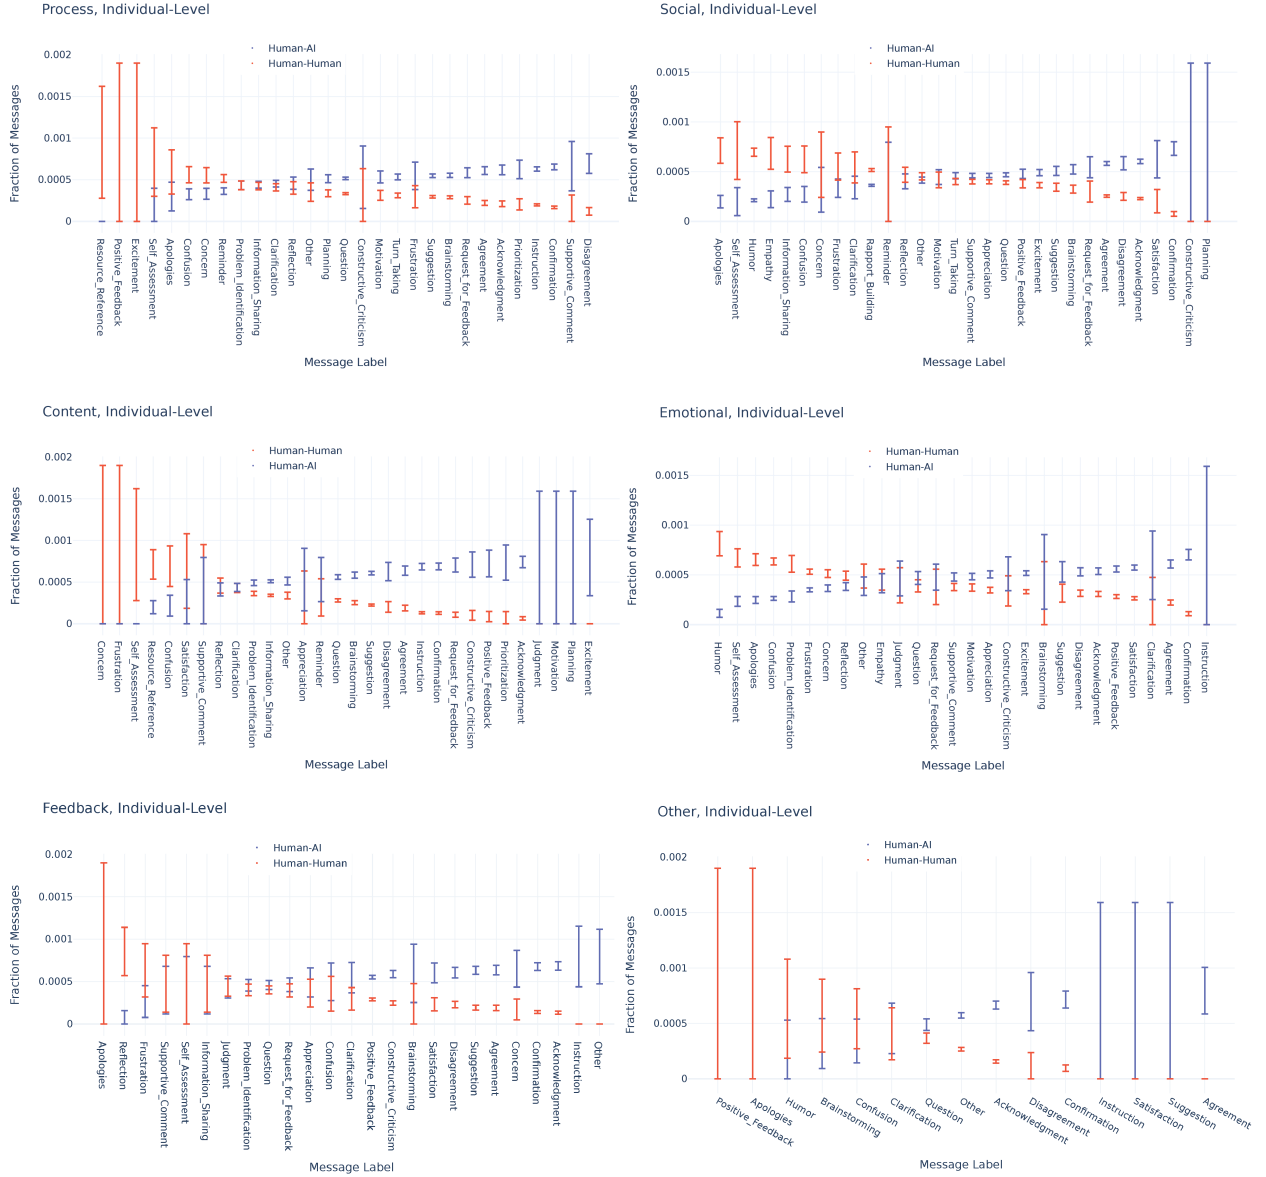 Process, Individual-Level
Human-AI
Human-Human
Fraction of Messages
0.002
0.0015
0.001
0.0005
0
Resource_Reference
Positive_Feedback
Excitement
Self_Assessment
Apologies
Confusion
Concern
Reminder
Problem_Identification
Information_Sharing
Clarification
Reflection
Other
Planning
Question
Constructive_Criticism
Motivation
Turn_Taking
Frustration
Suggestion
Brainstorming
Request_for_Feedback
Agreement
Acknowledgment
Prioritization
Instruction
Confirmation
Supportive_Comment
Disagreement
Message Label
Social, Individual-Level
Human-AI
Human-Human
Fraction of Messages
0.0015
0.001
0.0005
0
Apologies
Self_Assessment
Humor
Empathy
Information_Sharing
Confusion
Concern
Frustration
Clarification
Rapport_Building
Reminder
Reflection
Other
Motivation
Turn_Taking
Supportive_Comment
Appreciation
Question
Positive_Feedback
Excitement
Suggestion
Brainstorming
Request_for_Feedback
Agreement
Disagreement
Acknowledgment
Satisfaction
Confirmation
Constructive_Criticism
Planning
Message Label
Content, Individual-Level
Human-Human
Human-AI
Fraction of Messages
0.002
0.0015
0.001
0.0005
0
Concern
Frustration
Self_Assessment
Resource_Reference
Confusion
Satisfaction
Supportive_Comment
Reflection
Clarification
Problem_Identification
Information_Sharing
Other
Appreciation
Reminder
Question
Brainstorming
Suggestion
Disagreement
Agreement
Instruction
Confirmation
Request_for_Feedback
Constructive_Criticism
Positive_Feedback
Prioritization
Acknowledgment
Judgment
Motivation
Planning
Excitement
Message Label
Emotional, Individual-Level
Human-Human
Human-AI
Fraction of Messages
0.0015
0.001
0.0005
0
Humor
Self_Assessment
Apologies
Confusion
Problem_Identification
Frustration
Concern
Reflection
Other
Empathy
Judgment
Question
Request_for_Feedback
Supportive_Comment
Motivation
Appreciation
Constructive_Criticism
Excitement
Brainstorming
Suggestion
Disagreement
Acknowledgment
Positive_Feedback
Satisfaction
Clarification
Agreement
Confirmation
Instruction
Message Label
Feedback, Individual-Level
Human-AI
Human-Human
Fraction of Messages
0.002
0.0015
0.001
0.0005
0
Apologies
Reflection
Frustration
Supportive_Comment
Self_Assessment
Information_Sharing
Judgment
Problem_Identification
Question
Request_for_Feedback
Appreciation
Confusion
Clarification
Positive_Feedback
Constructive_Criticism
Brainstorming
Satisfaction
Disagreement
Suggestion
Agreement
Concern
Confirmation
Acknowledgment
Instruction
Other
Message Label
Other, Individual-Level
Human-AI
Human-Human
Fraction of Messages
0.002
0.0015
0.001
0.0005
0
Positive_Feedback
Apologies
Humor
Brainstorming
Confusion
Clarification
Question
Other
Acknowledgment
Disagreement
Confirmation
Instruction
Satisfaction
Suggestion
Agreement
Message Label